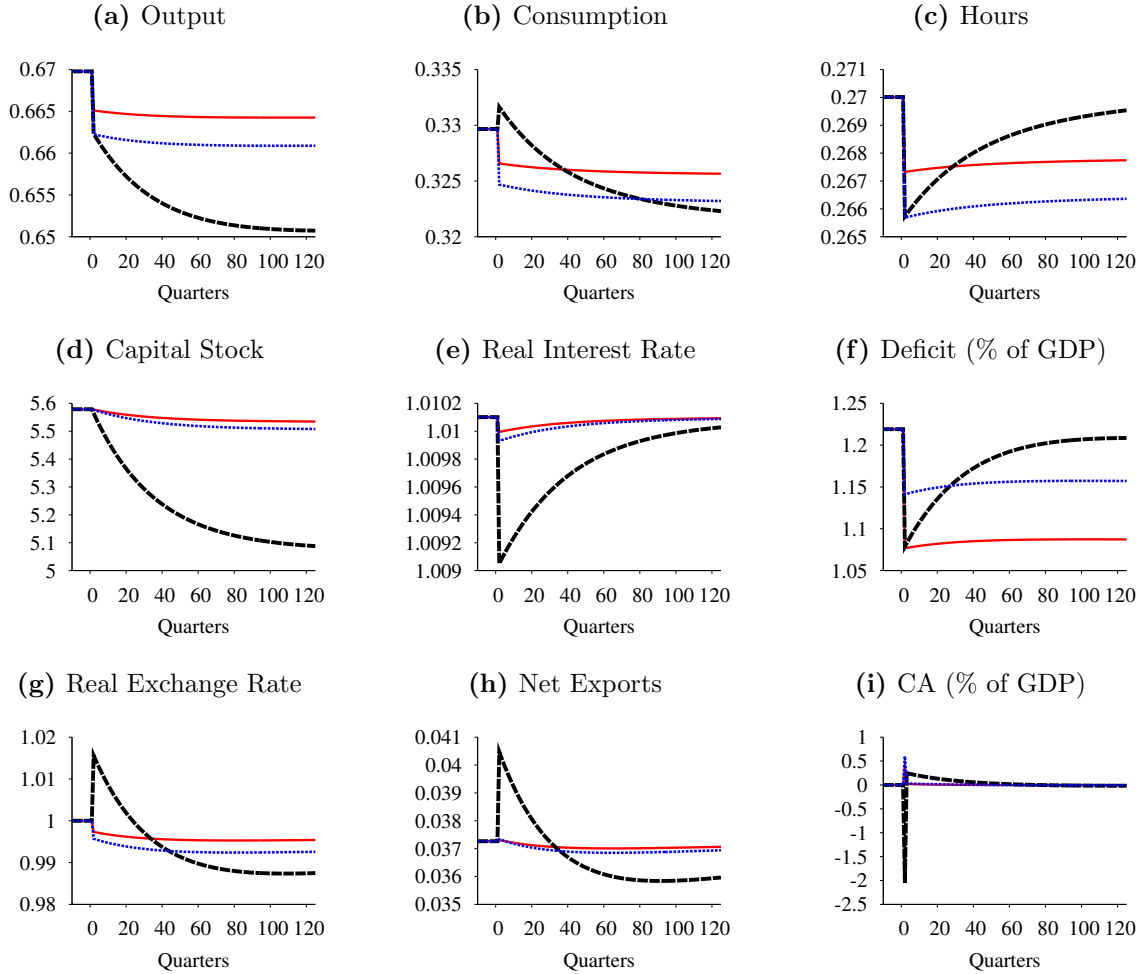 (a) Output
(b) Consumption
(c) Hours
0.67
0.665
0.66
0.655
0.65
0 20 40 60 80 100 120
Quarters
0.335
0.33
0.325
0.32
0 20 40 60 80 100 120
Quarters
0.271
0.27
0.269
0.268
0.267
0.266
0.265
0 20 40 60 80 100 120
Quarters
(d) Capital Stock
(e) Real Interest Rate
(f) Deficit (% of GDP)
5.6
5.5
5.4
5.3
5.2
5.1
5
0 20 40 60 80 100 120
Quarters
1.0102
1.01
1.0098
1.0096
1.0094
1.0092
1.009
0 20 40 60 80 100 120
Quarters
1.25
1.2
1.15
1.1
1.05
0 20 40 60 80 100 120
Quarters
(g) Real Exchange Rate
(h) Net Exports
(i) CA (% of GDP)
1.02
1.01
1
0.99
0.98
0 20 40 60 80 100 120
Quarters
0.041
0.04
0.039
0.038
0.037
0.036
0.035
0 20 40 60 80 100 120
Quarters
1
0.5
0
-0.5
-1
-1.5
-2
-2.5
0 20 40 60 80 100 120
Quarters